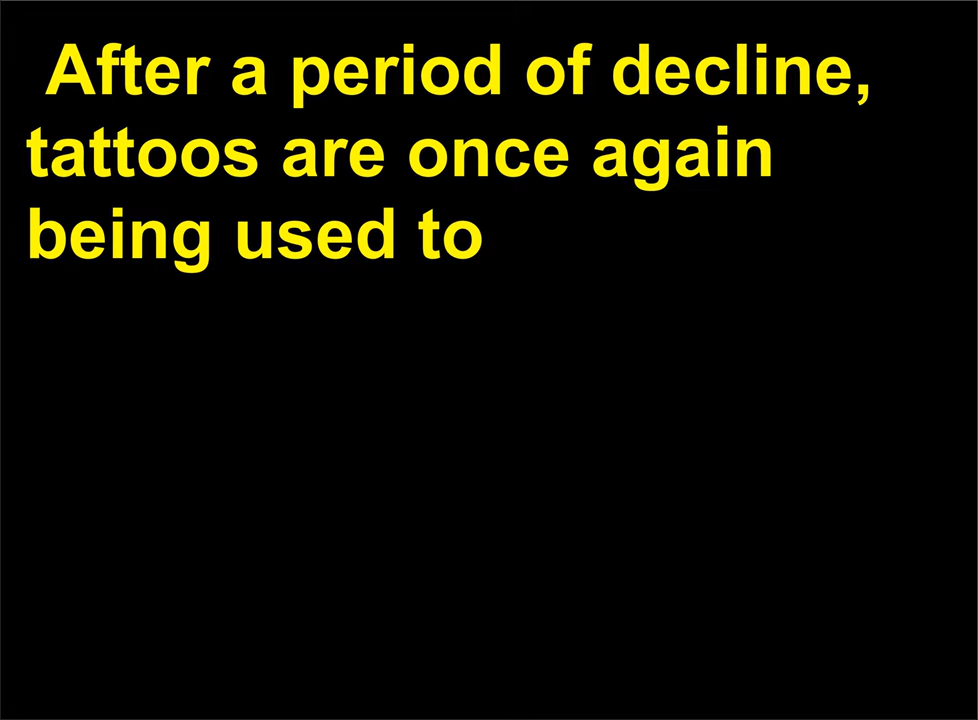 After a period of decline,
tattoos are once again
being used to